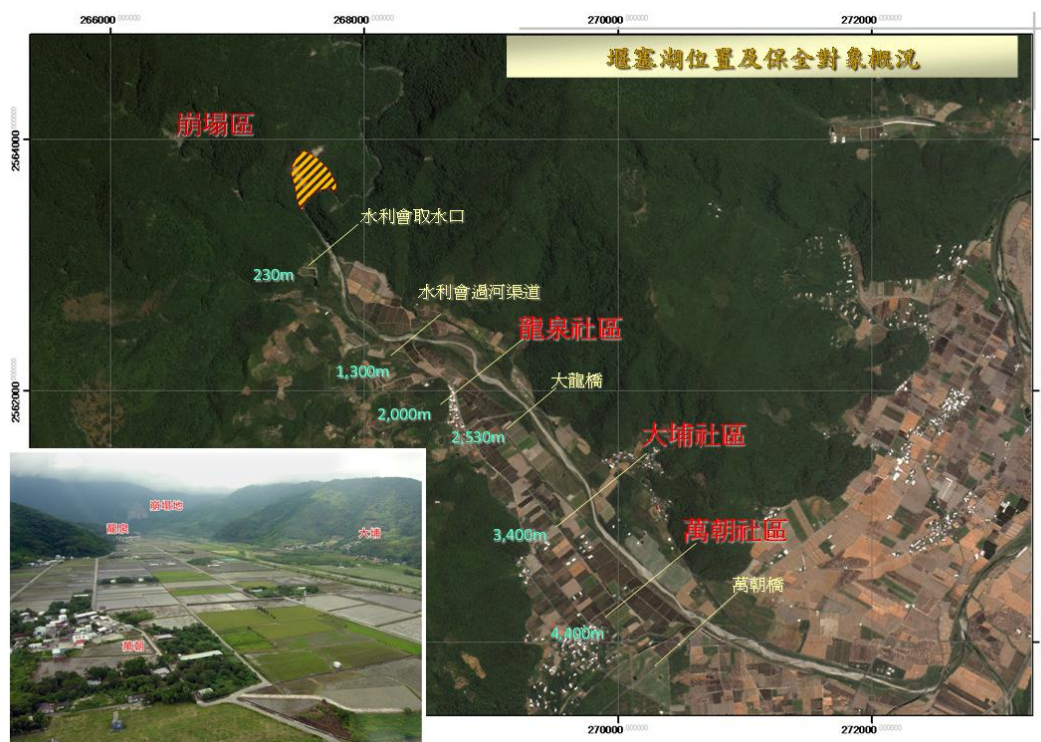 266000
268000
270000
272000
堰塞湖位置及保全對象概況
2564000
崩塌區
水利會取水口
230m
水利會過河渠道
龍泉社區
1,300m
大龍橋
2562000
2,000m
2,530m
大埔社區
3,400m
萬朝社區
萬朝橋
4,400m
崩塌地
龍泉
大埔
萬朝
270000
272000